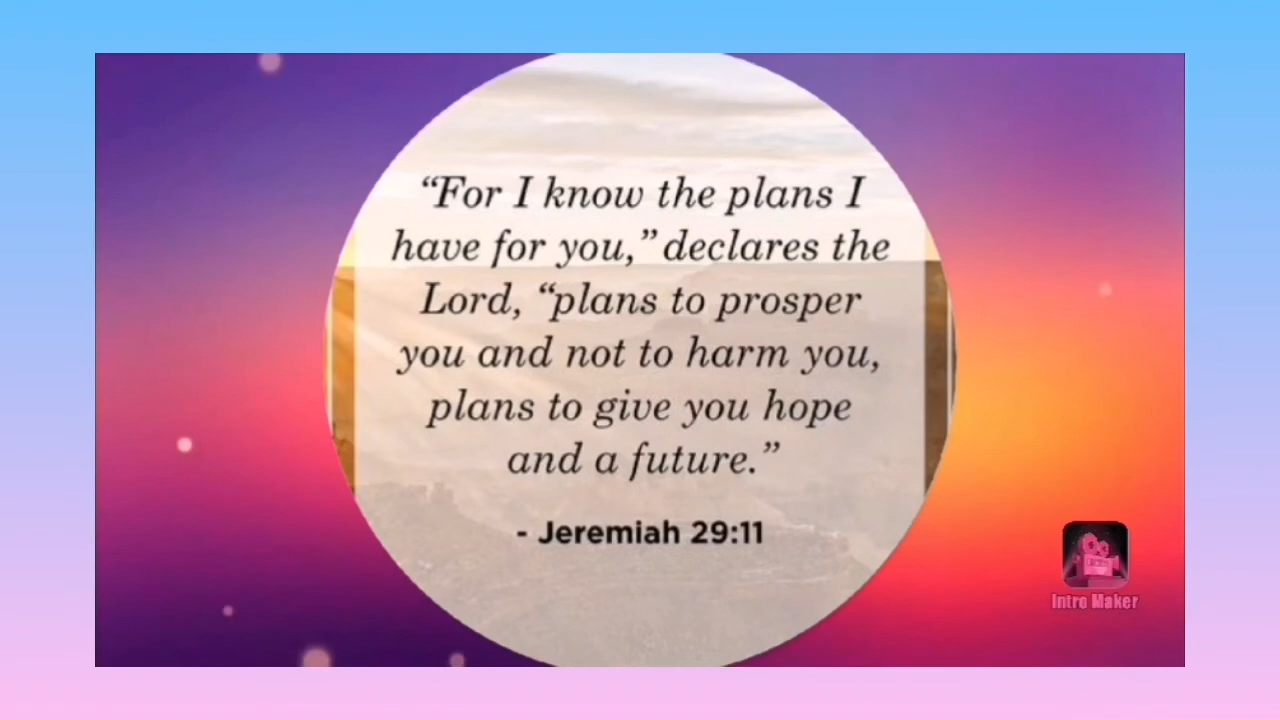 “For I know the plans I
have for you,” declares the
Lord, “plans to prosper
you and not to harm you,
plans to give you hope
and a future.”
- Jeremiah 29:11
Intro Maker